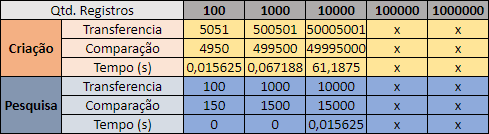 Qtd. Registros 100 1000 10000 100000 1000000
Criação Transferencia 5051 500501 50005001 x x
Comparação 4950 499500 49995000 x x
Tempo (s) 0,015625 0,067188 61,1875 x x
Pesquisa Transferencia 100 1000 10000 x x
Comparação 150 1500 15000 x x
Tempo (s) 0 0 0,015625 x x